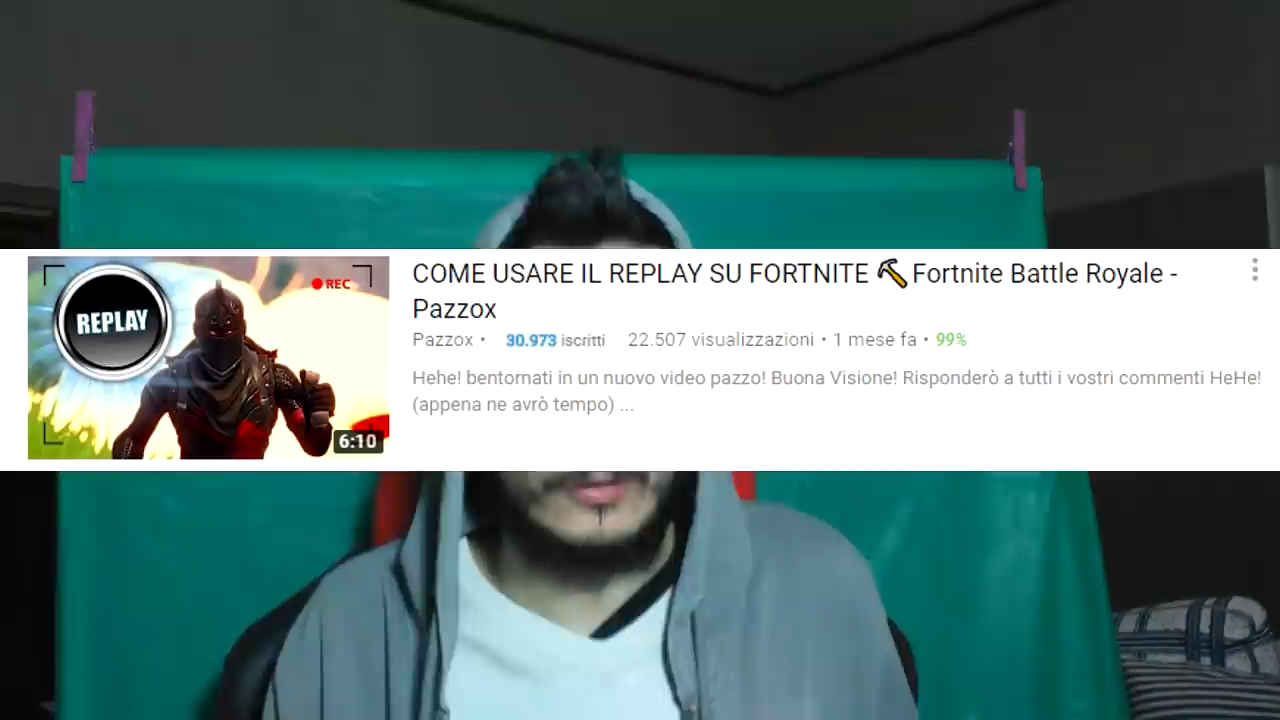 REC
REPLAY
6:10
COME USARE IL REPLAY SU FORTNITE 🔨Fortnite Battle Royale -
Pazzox
Pazzox • 30.973 iscritti 22.507 visualizzazioni • 1 mese fa • 99%
Hehe! bentornati in un nuovo video pazzo! Buona Visione! Risponderò a tutti i vostri commenti HeHe!
(appena ne avrò tempo) ...